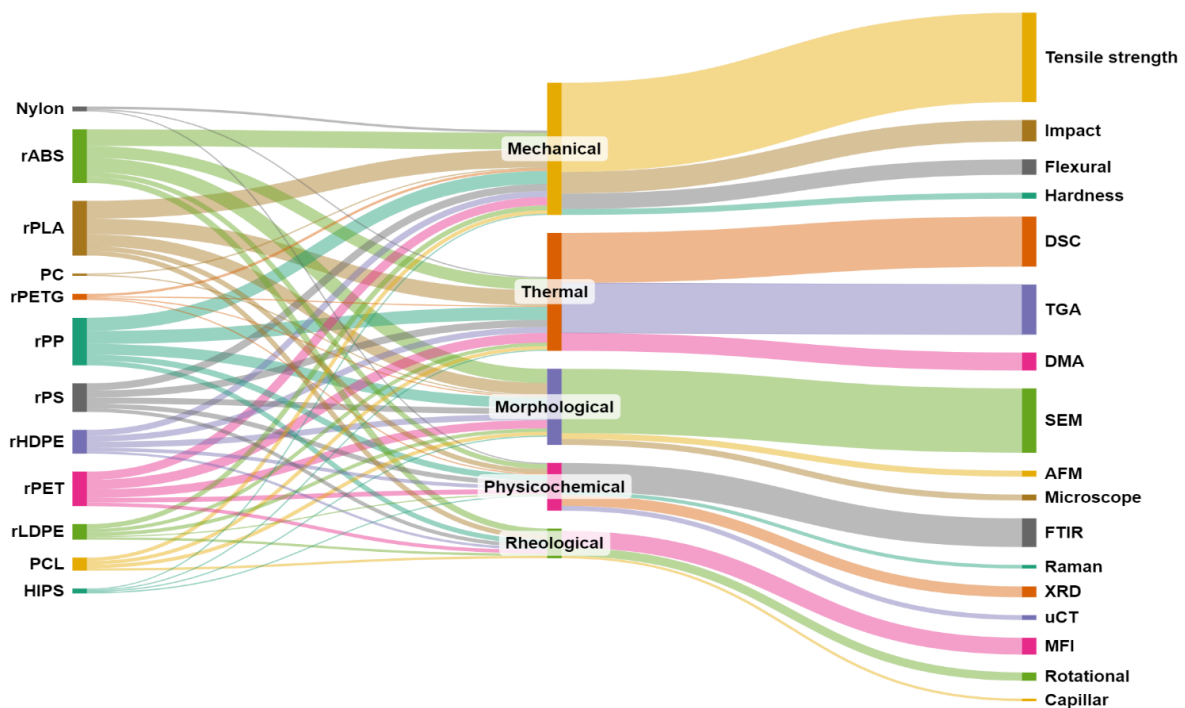 Nylon
rABS
rPLA
PC
rPETG
rPP
rPS
rHDPE
rPET
rLDPE
PCL
HIPS
Mechanical
Thermal
Morphological
Physicochemical
Rheological
Tensile strength
Impact
Flexural
Hardness
DSC
TGA
DMA
SEM
AFM
Microscope
FTIR
Raman
XRD
uCT
MFI
Rotational
Capillar